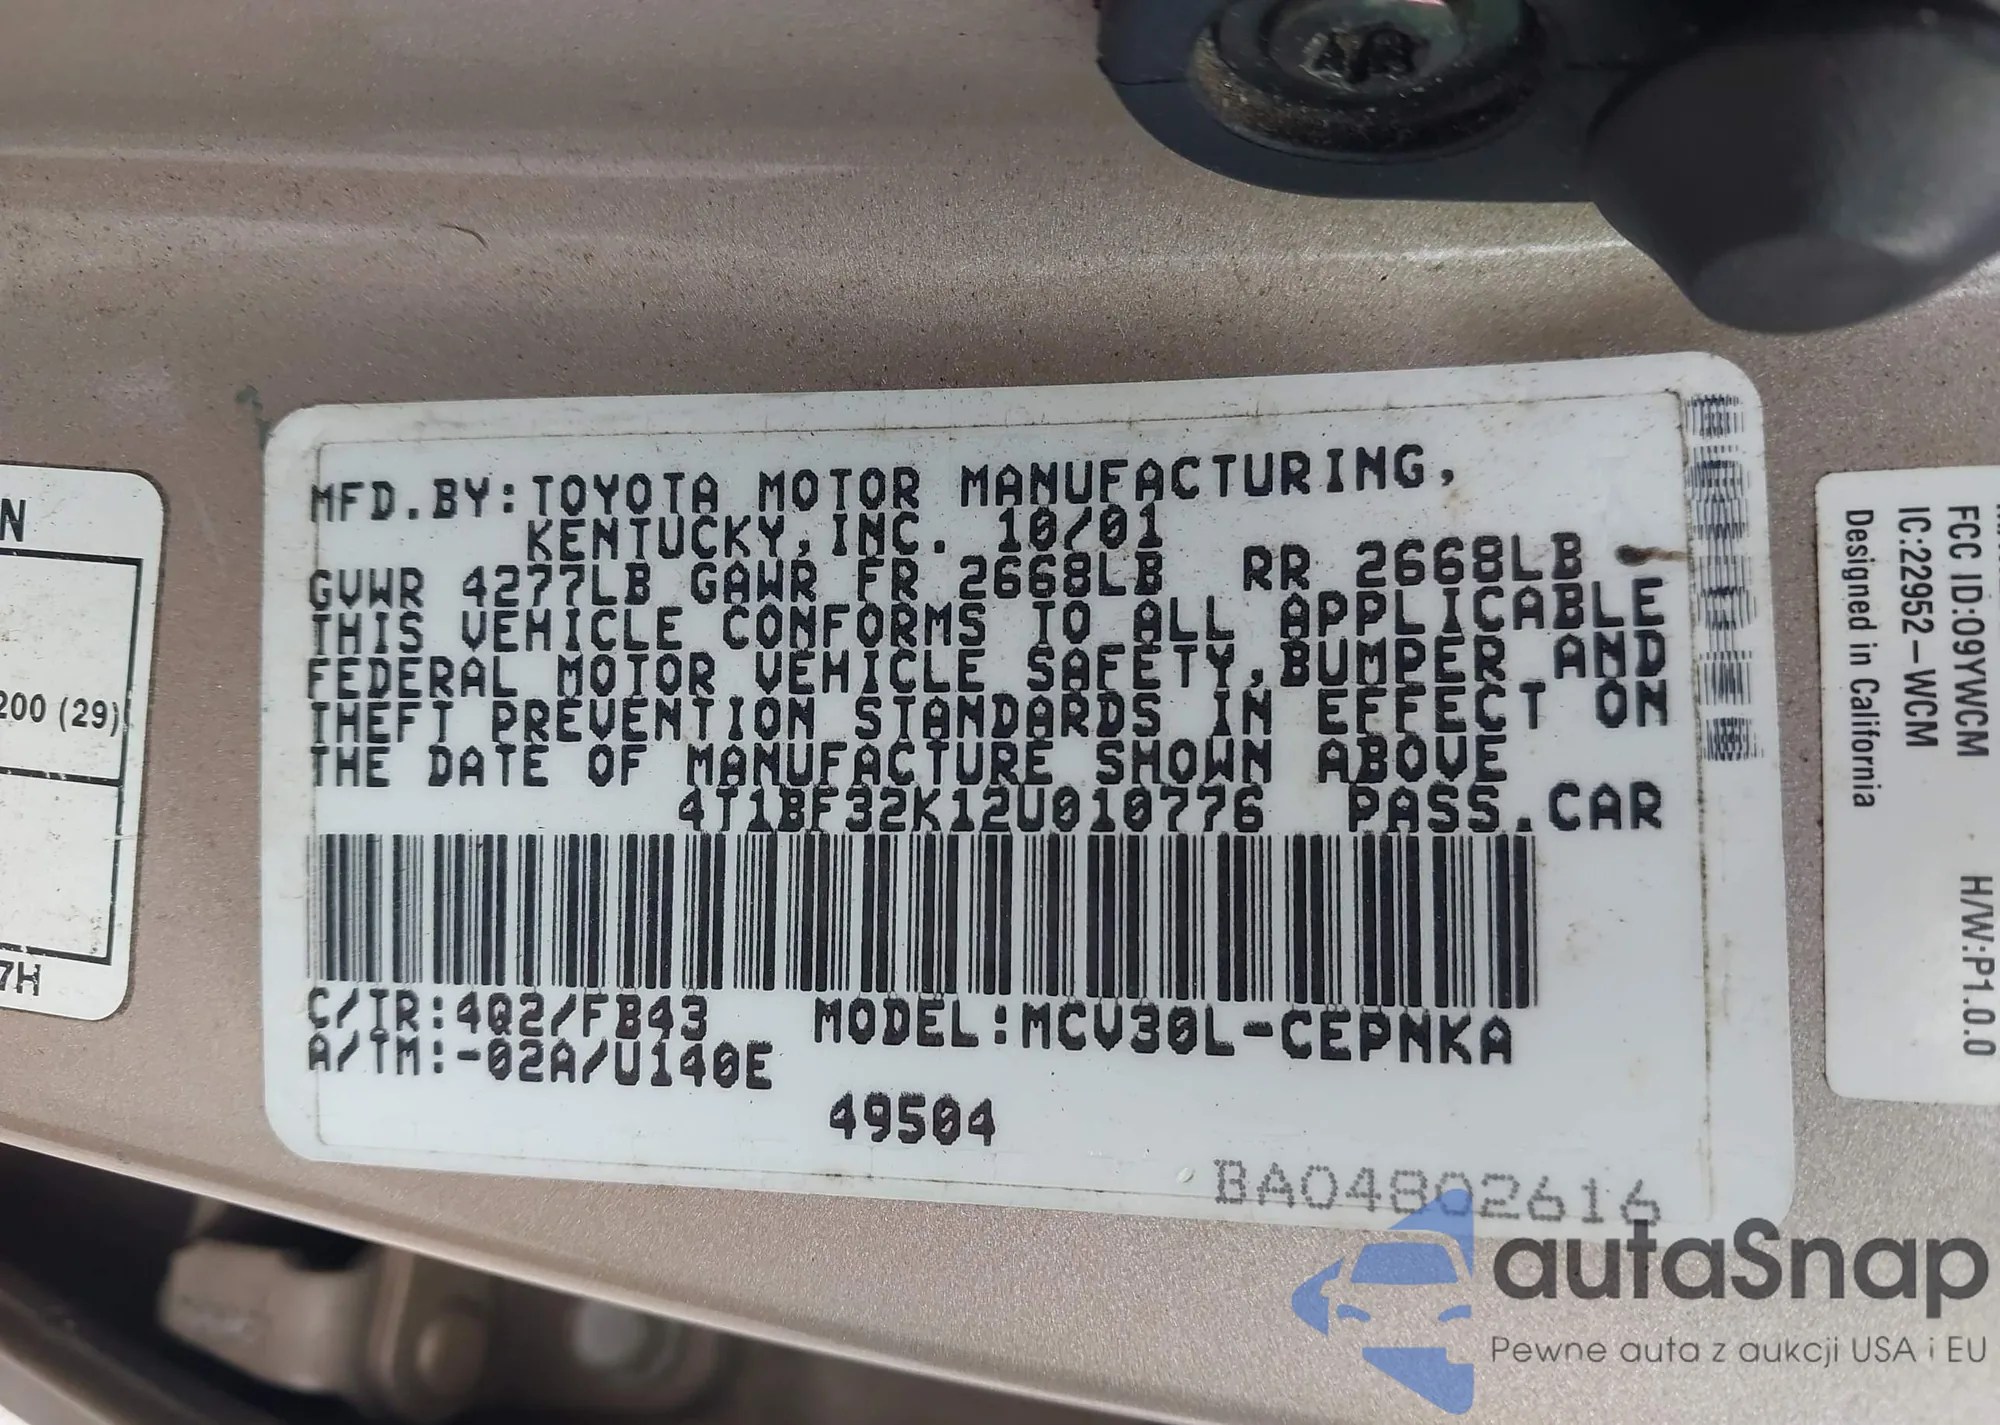 MFD.BY:TOYOTA MOTOR MANUFACTURING,
KENTUCKY,INC. 10/01
GVWR 4277LB GAWR FR 2668LB RR 2668LB
THIS VEHICLE CONFORMS TO ALL APPLICABLE
FEDERAL MOTOR VEHICLE SAFETY,BUMPER AND
THEFT PREVENTION STANDARDS IN EFFECT ON
THE DATE OF MANUFACTURE SHOWN ABOVE
4T1BF32K12U010776 PASS.CAR
C/TR:4Q2/FB43 MODEL:MCV30L-CEPNKA
A/TM:-02A/U140E
49504
BA04802616
N
200 (29)
7H
FCC ID:09YWCM H/W:P1.0.0
IC:22952-WCM
Designed in California
autaSnap
Pewne auta z aukcji USA i EU